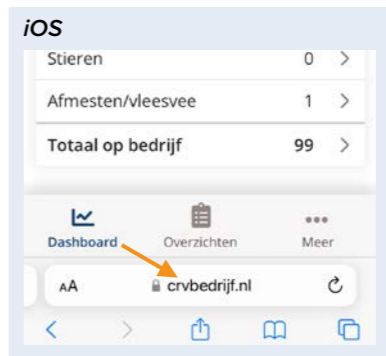 iOS
Stieren 0
Afmesten/vleesvee 1
Totaal op bedrijf 99
Dashboard Overzichten Meer
AA crvbedrijf.nl